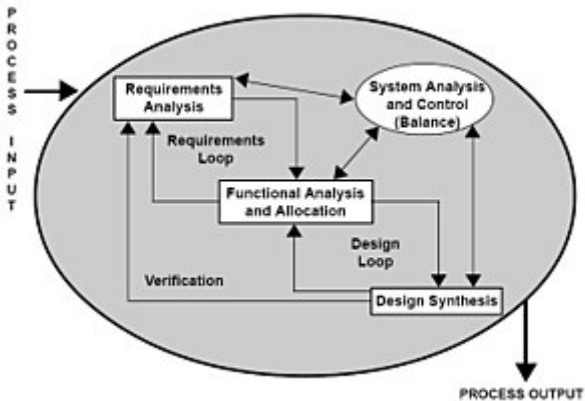 PROCESS INPUT
Requirements
Analysis
System Analysis
and Control
(Balance)
Requirements
Loop
Functional Analysis
and Allocation
Design
Loop
Verification
Design Synthesis
PROCESS OUTPUT